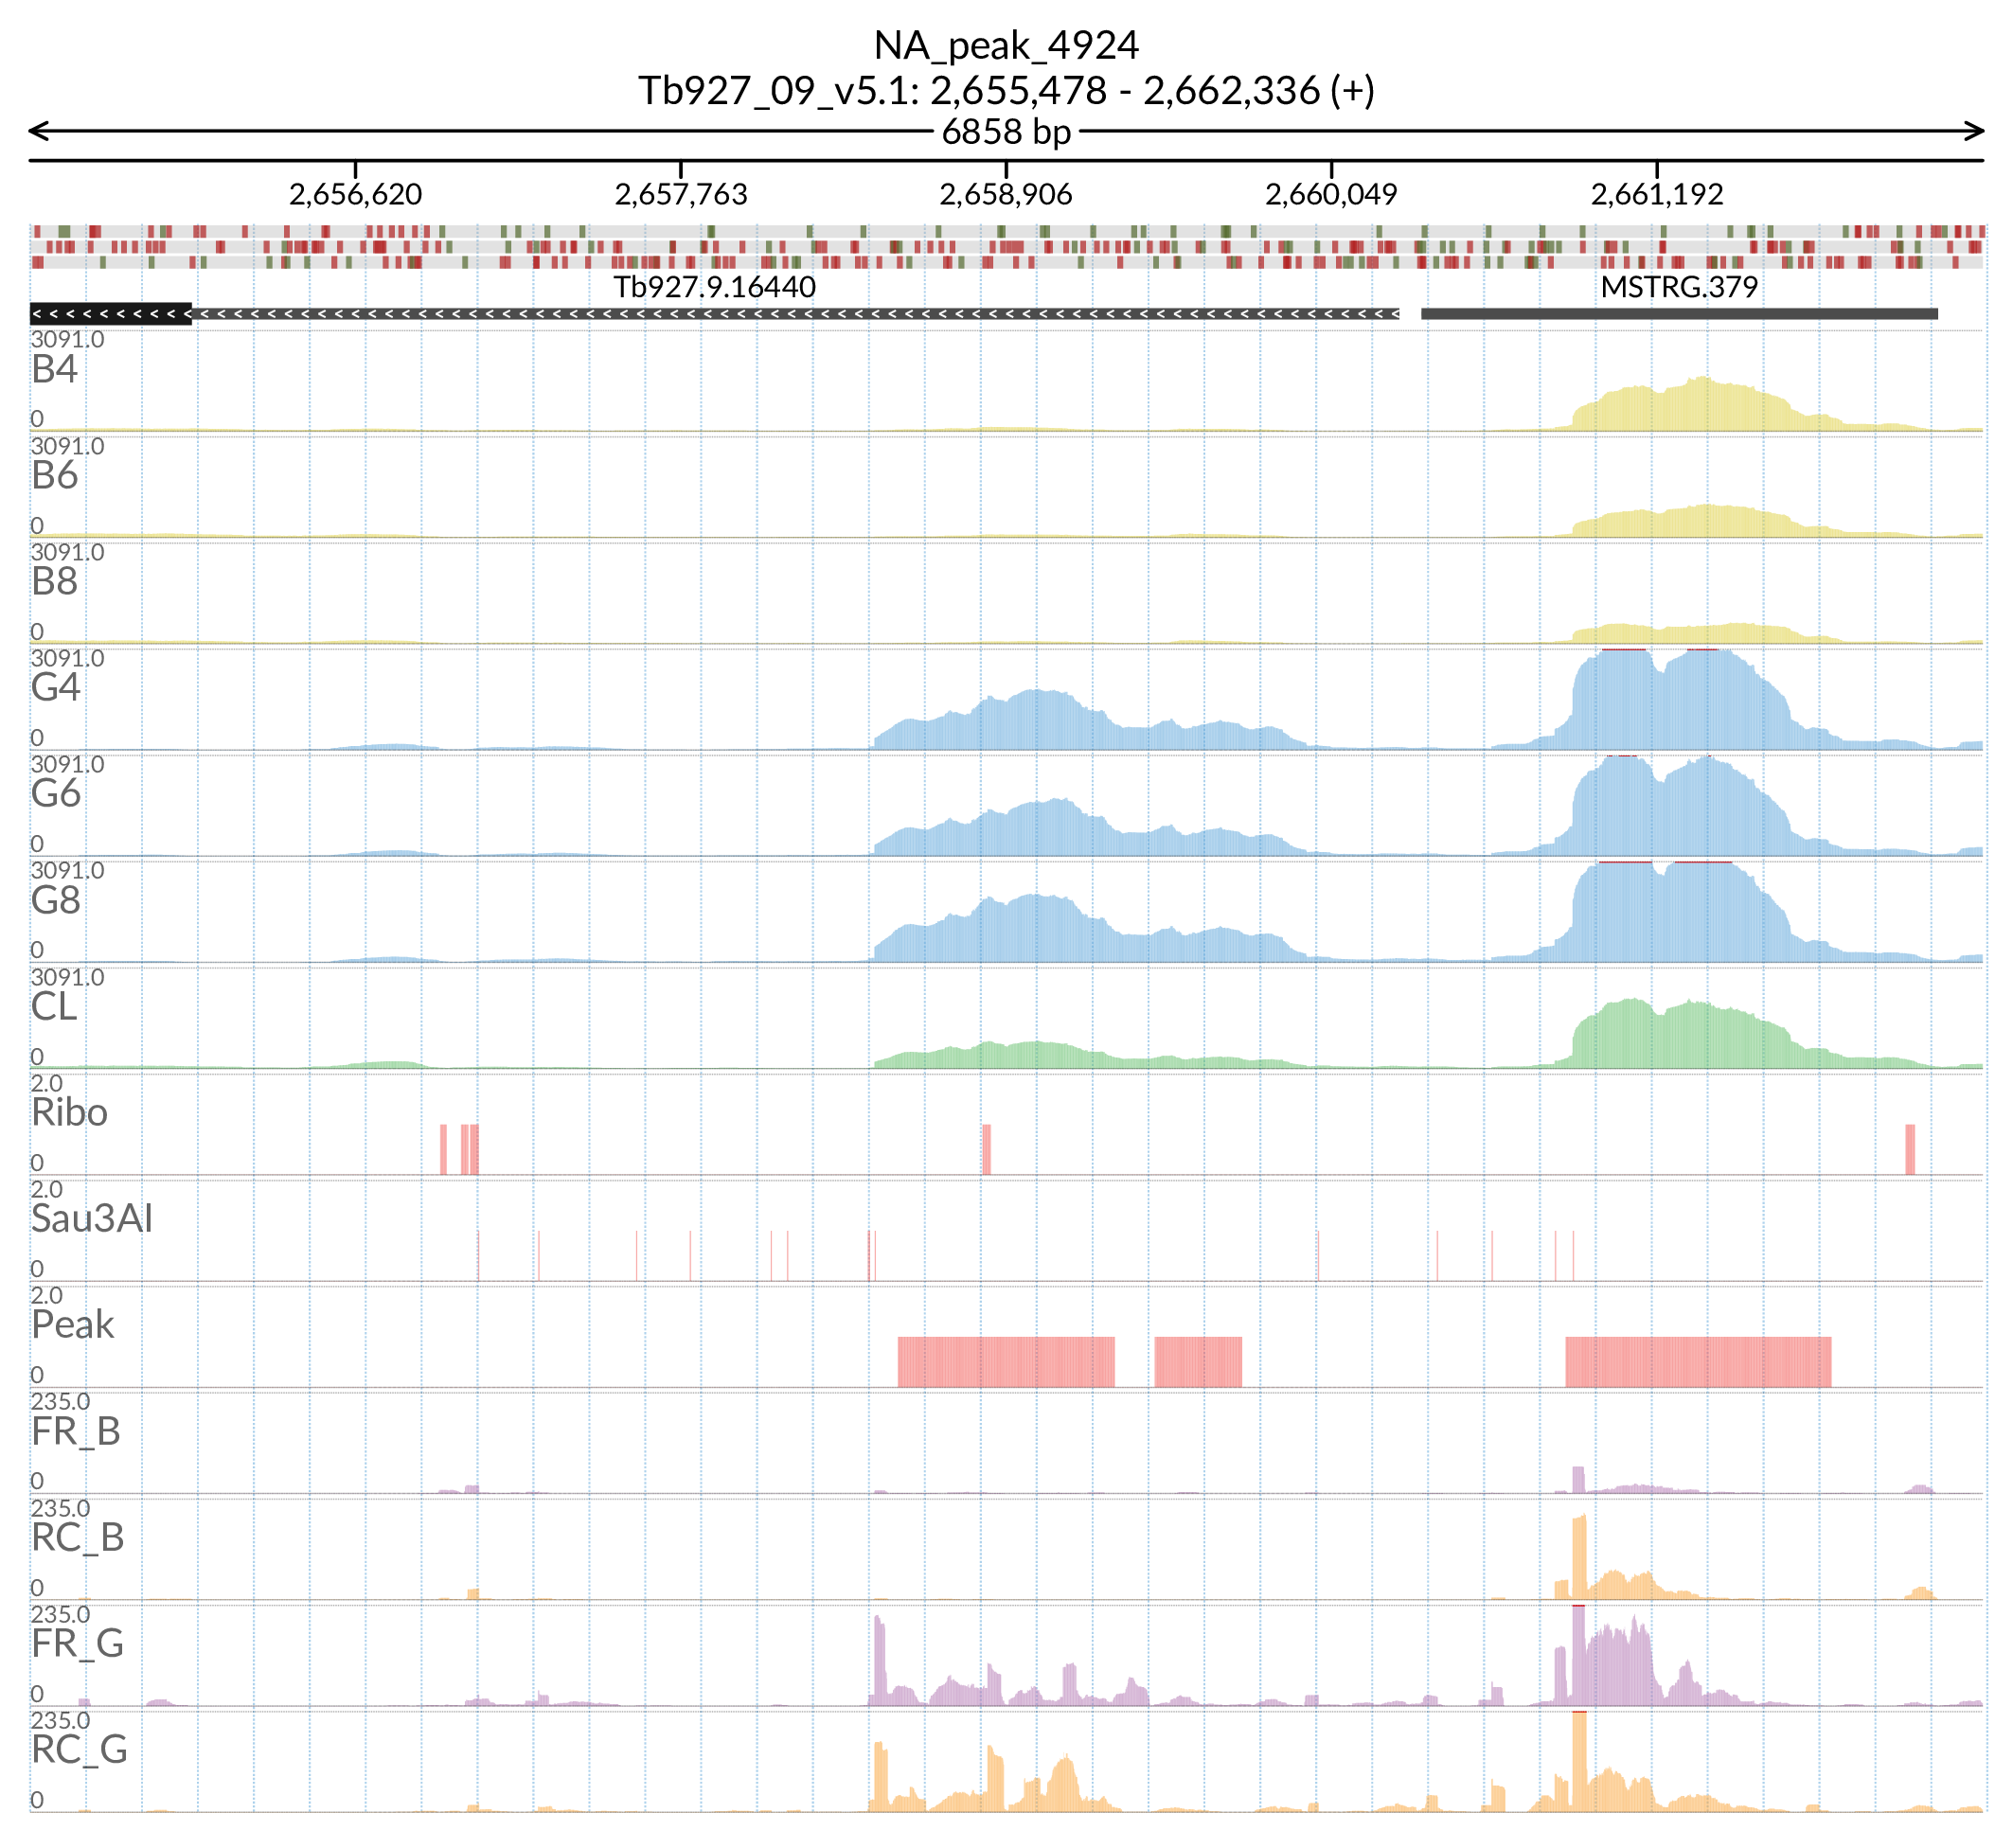 NA_peak_4924
Tb927_09_v5.1: 2,655,478 - 2,662,336 (+)
6858 bp
2,656,620 2,657,763 2,658,906 2,660,049 2,661,192
Tb927.9.16440 MSTRG.379
3091.0
B4
0
3091.0
B6
0
3091.0
B8
0
3091.0
G4
0
3091.0
G6
0
3091.0
G8
0
3091.0
CL
0
2.0
Ribo
0
2.0
Sau3AI
0
2.0
Peak
0
235.0
FR_B
0
235.0
RC_B
0
235.0
FR_G
0
235.0
RC_G
0